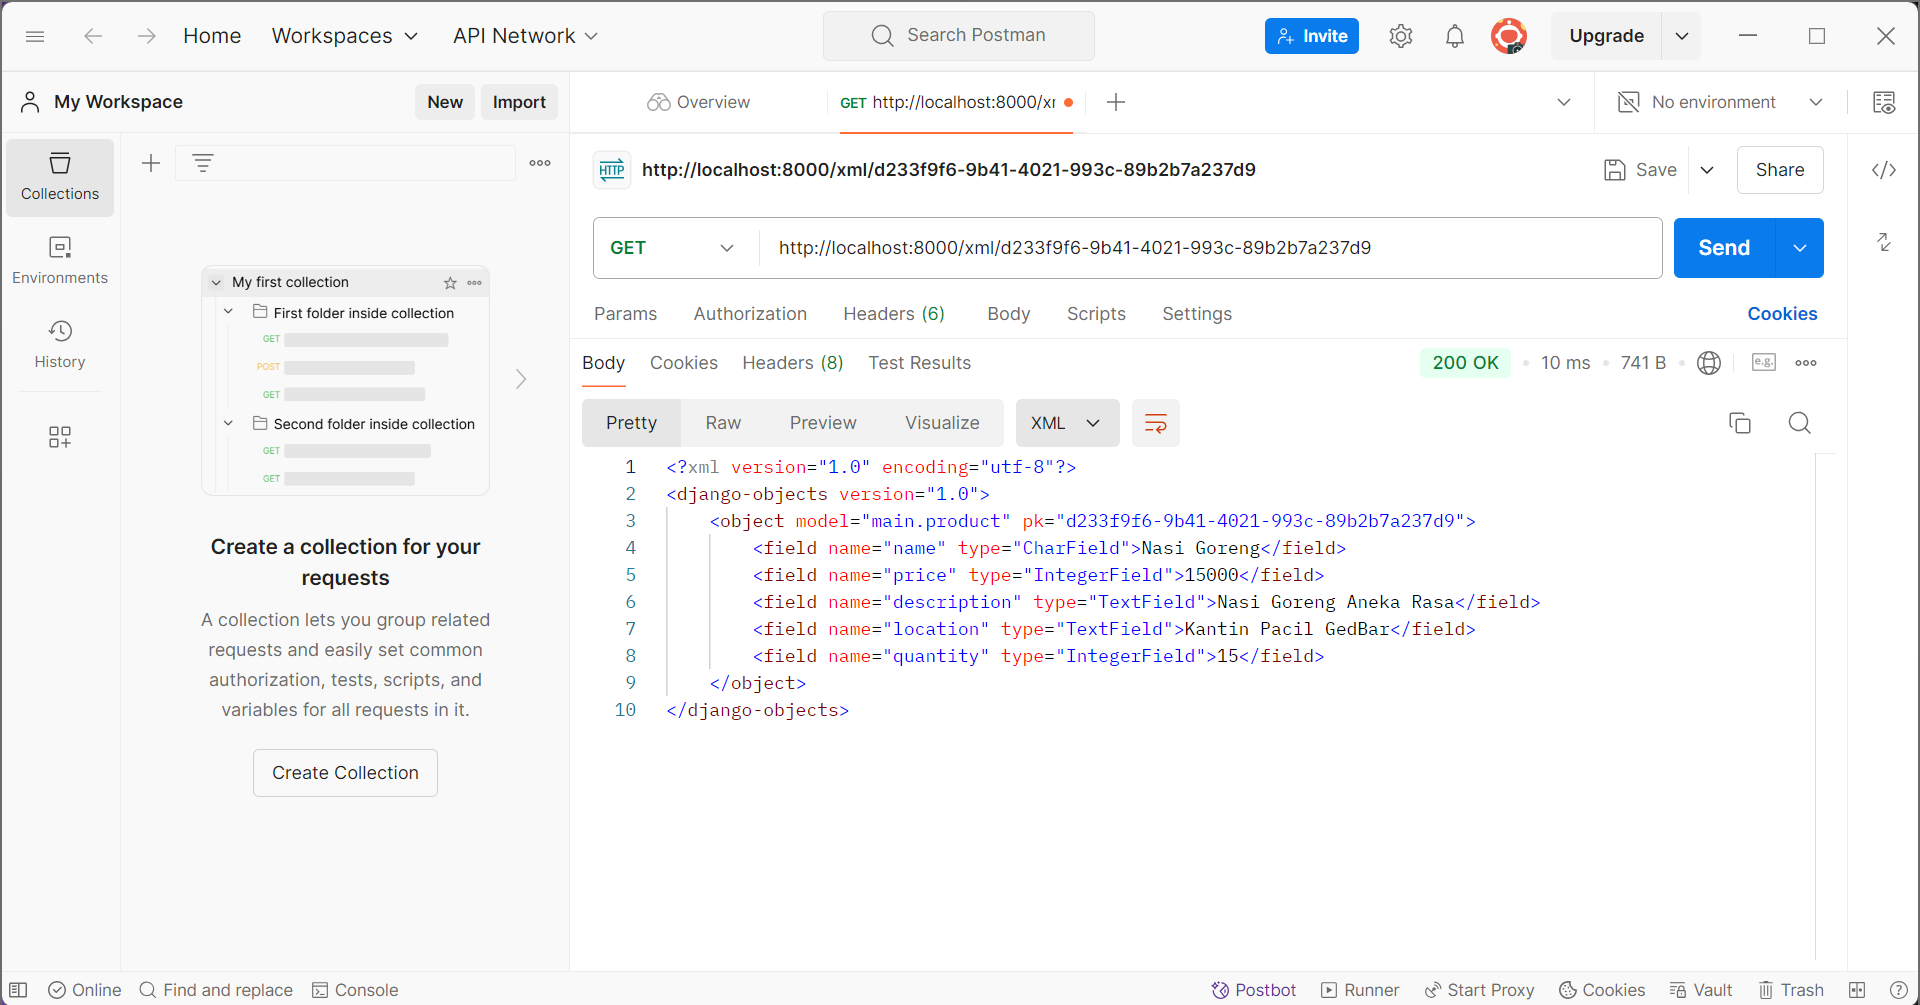 Home Workspaces API Network Search Postman Invite Upgrade
My Workspace New Import Overview GET http://localhost:8000/xr No environment
Collections
Environments
History
My first collection
First folder inside collection
GET
POST
GET
Second folder inside collection
GET
GET
Create a collection for your
requests
A collection lets you group related
requests and easily set common
authorization, tests, scripts, and
variables for all requests in it.
Create Collection
HTTP http://localhost:8000/xml/d233f9f6-9b41-4021-993c-89b2b7a237d9 Save Share
GET http://localhost:8000/xml/d233f9f6-9b41-4021-993c-89b2b7a237d9 Send
Params Authorization Headers (6) Body Scripts Settings Cookies
Body Cookies Headers (8) Test Results 200 OK 10 ms 741 B e.g.
Pretty Raw Preview Visualize XML
1 <?xml version="1.0" encoding="utf-8"?>
2 <django-objects version="1.0">
3 <object model="main.product" pk="d233f9f6-9b41-4021-993c-89b2b7a237d9">
4 <field name="name" type="CharField">Nasi Goreng</field>
5 <field name="price" type="IntegerField">15000</field>
6 <field name="description" type="TextField">Nasi Goreng Aneka Rasa</field>
7 <field name="location" type="TextField">Kantin Pacil GedBar</field>
8 <field name="quantity" type="IntegerField">15</field>
9 </object>
10 </django-objects>
Online Find and replace Console Postbot Runner Start Proxy Cookies Vault Trash